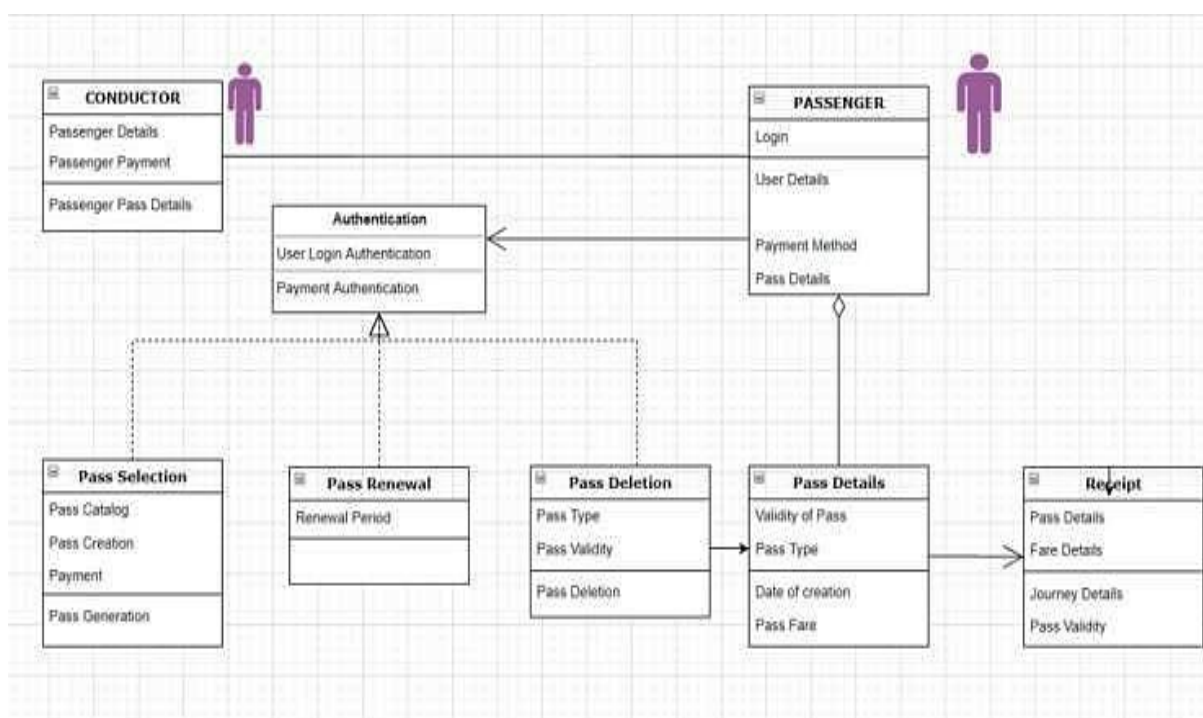 CONDUCTOR
Passenger Details
Passenger Payment
Passenger Pass Details
PASSENGER
Login
User Details
Payment Method
Pass Details
Authentication
User Login Authentication
Payment Authentication
Pass Selection
Pass Catalog
Pass Creation
Payment
Pass Generation
Pass Renewal
Renewal Period
Pass Deletion
Pass Type
Pass Validity
Pass Deletion
Pass Details
Validity of Pass
Pass Type
Date of creation
Pass Fare
Receipt
Pass Details
Fare Details
Journey Details
Pass Validity